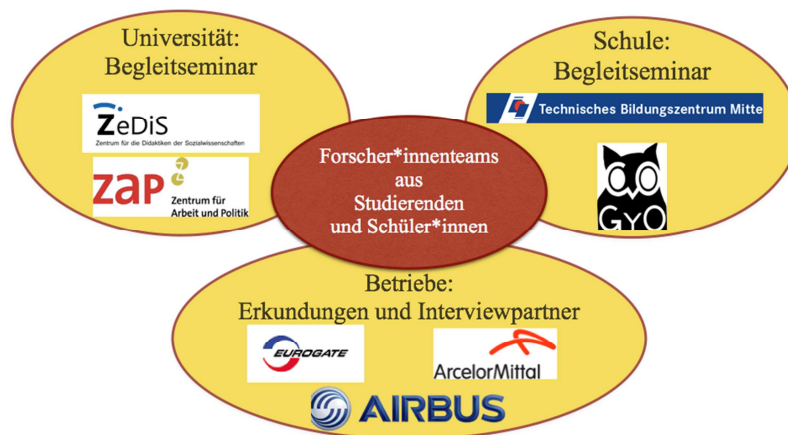 Universität:
Begleitseminar
ZeDiS
Zentrum für die Didaktiken der Sozialwissenschaften
zap
Zentrum für
Arbeit und Politik
Schule:
Begleitseminar
Technisches Bildungszentrum Mitte
GyO
Forscher*innenteams
aus
Studierenden
und Schüler*innen
Betriebe:
Erkundungen und Interviewpartner
EUROGATE
ArcelorMittal
AIRBUS